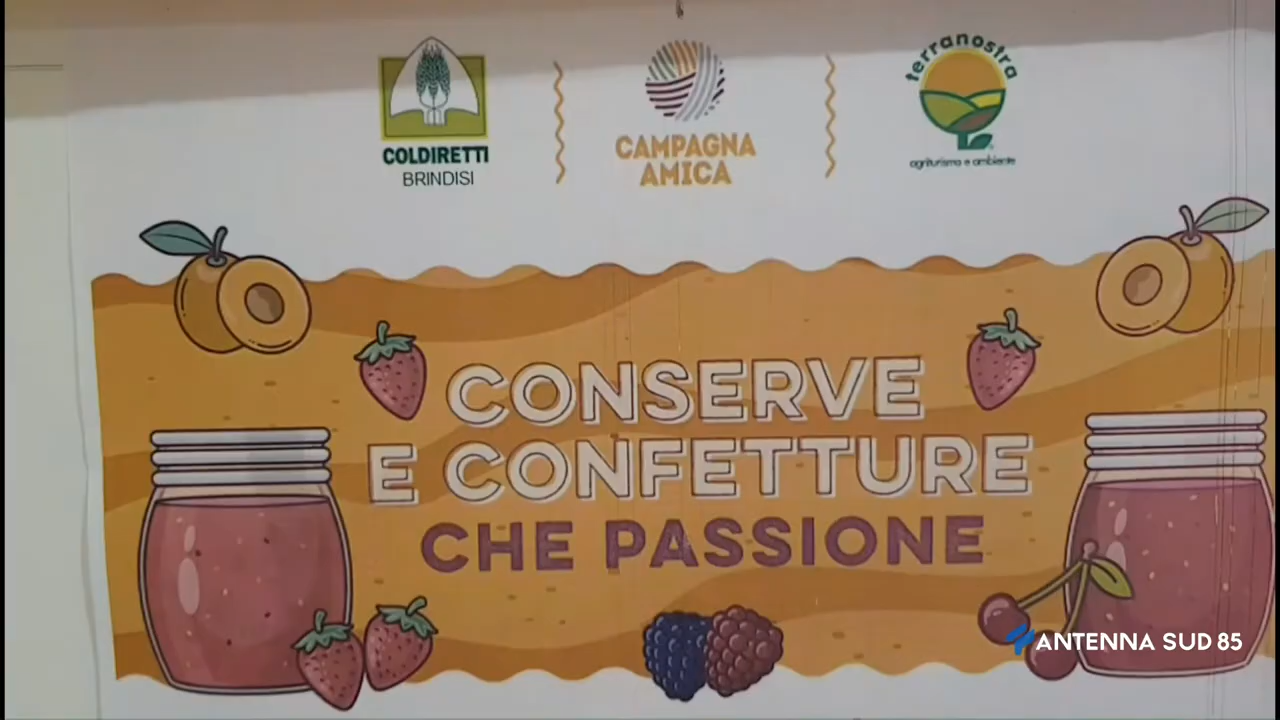 COLDIRETTI
BRINDISI
CAMPAGNA
AMICA
terranostra
agriturismo e ambiente
CONSERVE
E CONFETTURE
CHE PASSIONE
ANTENNA SUD 85